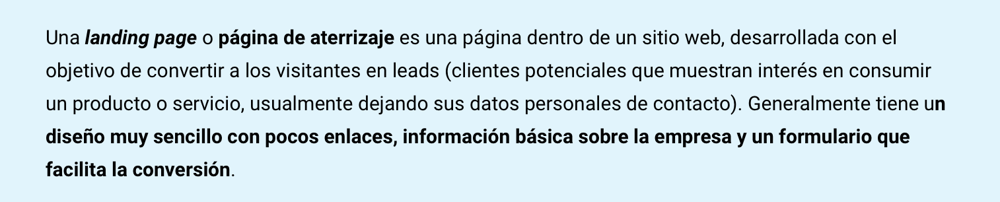 Una landing page o página de aterrizaje es una página dentro de un sitio web, desarrollada con el
objetivo de convertir a los visitantes en leads (clientes potenciales que muestran interés en consumir
un producto o servicio, usualmente dejando sus datos personales de contacto). Generalmente tiene un
diseño muy sencillo con pocos enlaces, información básica sobre la empresa y un formulario que
facilita la conversión.